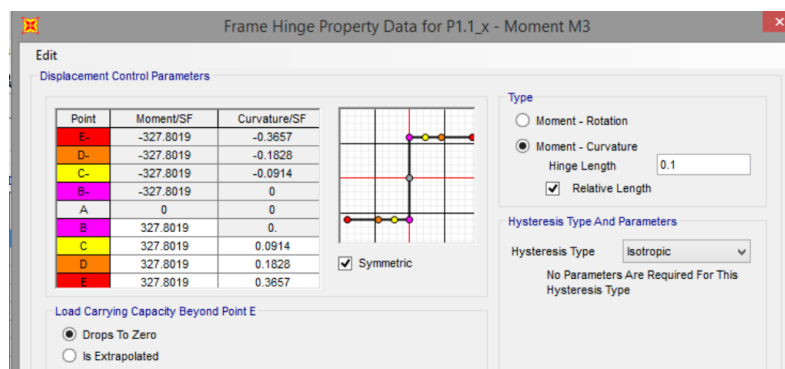 Frame Hinge Property Data for P1.1_x - Moment M3
Edit
Displacement Control Parameters
Point Moment/SF Curvature/SF
E- -327.8019 -0.3657
D- -327.8019 -0.1828
C- -327.8019 -0.0914
B- -327.8019 0
A 0 0
B 327.8019 0.
C 327.8019 0.0914
D 327.8019 0.1828
E 327.8019 0.3657
Symmetric
Load Carrying Capacity Beyond Point E
Drops To Zero
Is Extrapolated
Type
Moment - Rotation
Moment - Curvature
Hinge Length 0.1
Relative Length
Hysteresis Type And Parameters
Hysteresis Type Isotropic
No Parameters Are Required For This
Hysteresis Type